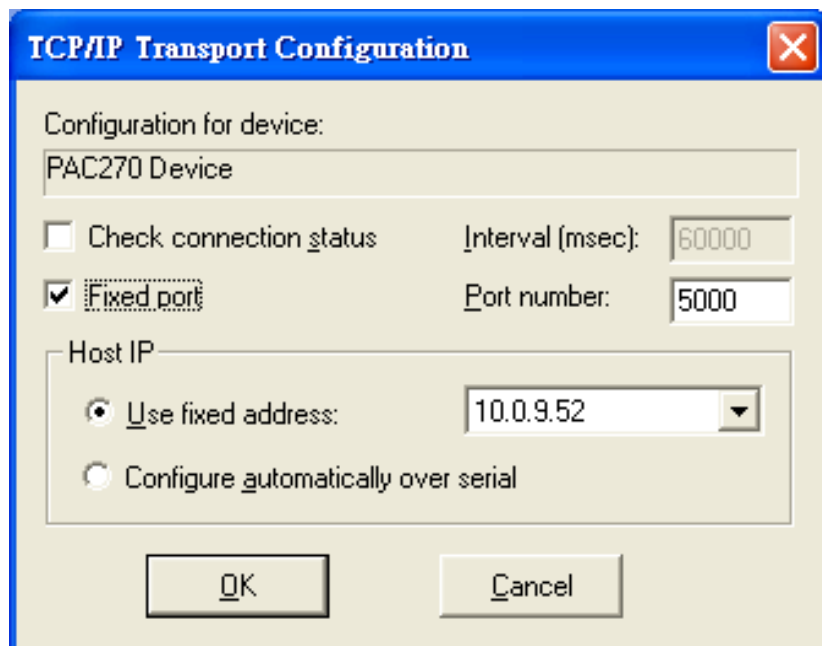 TCP/IP Transport Configuration
Configuration for device:
PAC270 Device
Check connection status Interval (msec): 60000
Fixed port Port number: 5000
Host IP
Use fixed address: 10.0.9.52
Configure automatically over serial
OK Cancel